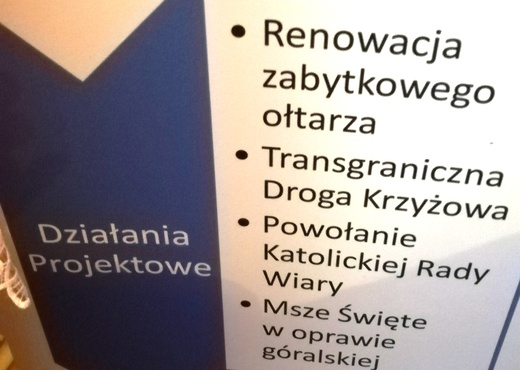 Działania
Projektowe
• Renowacja
zabytkowego
ołtarza
• Transgraniczna
Droga Krzyżowa
• Powołanie
Katolickiej Rady
Wiary
• Msze Święte
w oprawie
góralskiej